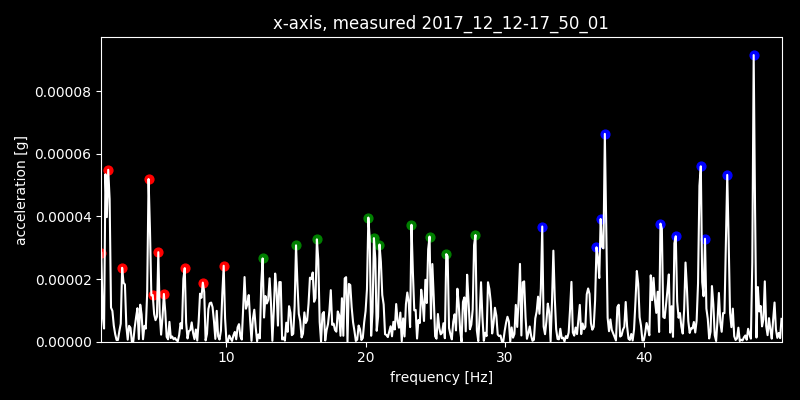 x-axis, measured 2017_12_12-17_50_01
acceleration [g]
0.00008
0.00006
0.00004
0.00002
0.00000
10 20 30 40
frequency [Hz]